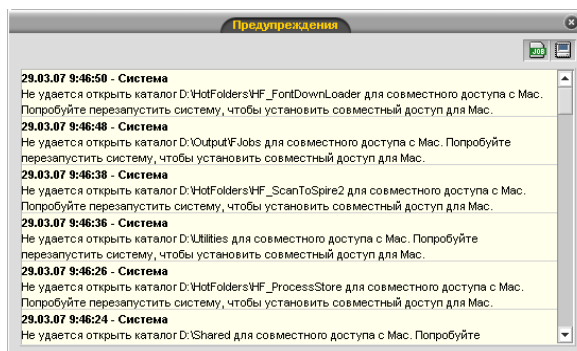 Предупреждения
JOB
29.03.07 9:46:50 - Система
Не удается открыть каталог D:\HotFolders\HF_FontDownLoader для совместного доступа с Mac.
Попробуйте перезапустить систему, чтобы установить совместный доступ для Mac.
29.03.07 9:46:48 - Система
Не удается открыть каталог D:\Output\FJobs для совместного доступа с Mac. Попробуйте
перезапустить систему, чтобы установить совместный доступ для Mac.
29.03.07 9:46:38 - Система
Не удается открыть каталог D:\HotFolders\HF_ScanToSpire2 для совместного доступа с Mac.
Попробуйте перезапустить систему, чтобы установить совместный доступ для Mac.
29.03.07 9:46:36 - Система
Не удается открыть каталог D:\Utilities для совместного доступа с Mac. Попробуйте
перезапустить систему, чтобы установить совместный доступ для Mac.
29.03.07 9:46:26 - Система
Не удается открыть каталог D:\HotFolders\HF_ProcessStore для совместного доступа с Mac.
Попробуйте перезапустить систему, чтобы установить совместный доступ для Mac.
29.03.07 9:46:24 - Система
Не удается открыть каталог D:\Shared для совместного доступа с Mac. Попробуйте